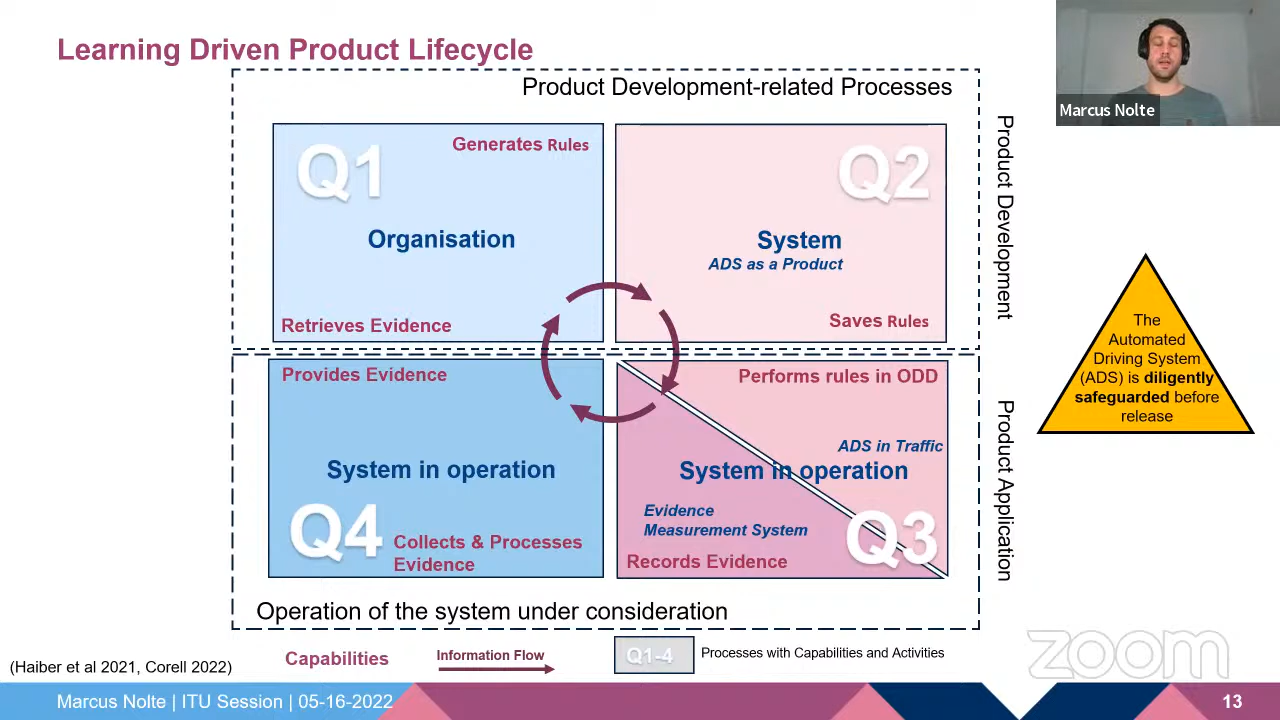 Learning Driven Product Lifecycle
Marcus Nolte
Product Development-related Processes
Q1
Generates Rules
Organisation
Retrieves Evidence
Q2
System
ADS as a Product
Saves Rules
Product Development
Provides Evidence
System in operation
Q4
Collects & Processes
Evidence
Performs rules in ODD
ADS in Traffic
System in operation
Evidence
Measurement System
Q3
Records Evidence
Product Application
Operation of the system under consideration
The
Automated
Driving System
(ADS) is diligently
safeguarded before
release
(Haiber et al 2021, Corell 2022)
Capabilities
Information Flow
Q1-4
Processes with Capabilities and Activities
zoom
Marcus Nolte | ITU Session | 05-16-2022
13